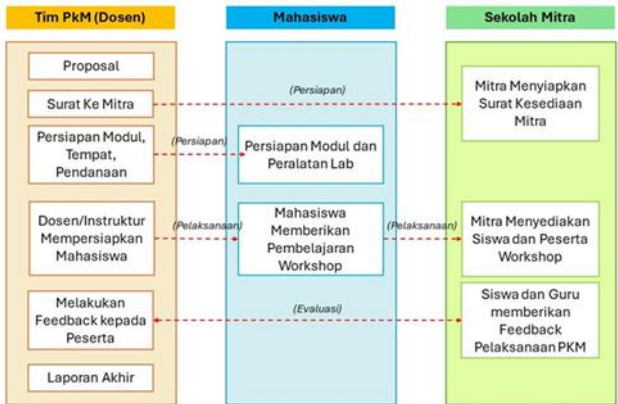 Tim PkM (Dosen)
Mahasiswa
Sekolah Mitra
Proposal
Surat Ke Mitra
(Persiapan)
Mitra Menyiapkan
Surat Kesediaan
Mitra
Persiapan Modul,
Tempat,
Pendanaan
(Persiapan)
Persiapan Modul dan
Peralatan Lab
Dosen/Instruktur
Mempersiapkan
Mahasiswa
(Pelaksanaan)
Mahasiswa
Memberikan
Pembelajaran
Workshop
(Pelaksanaan)
Mitra Menyediakan
Siswa dan Peserta
Workshop
Melakukan
Feedback kepada
Peserta
(Evaluasi)
Siswa dan Guru
memberikan
Feedback
Pelaksanaan PKM
Laporan Akhir